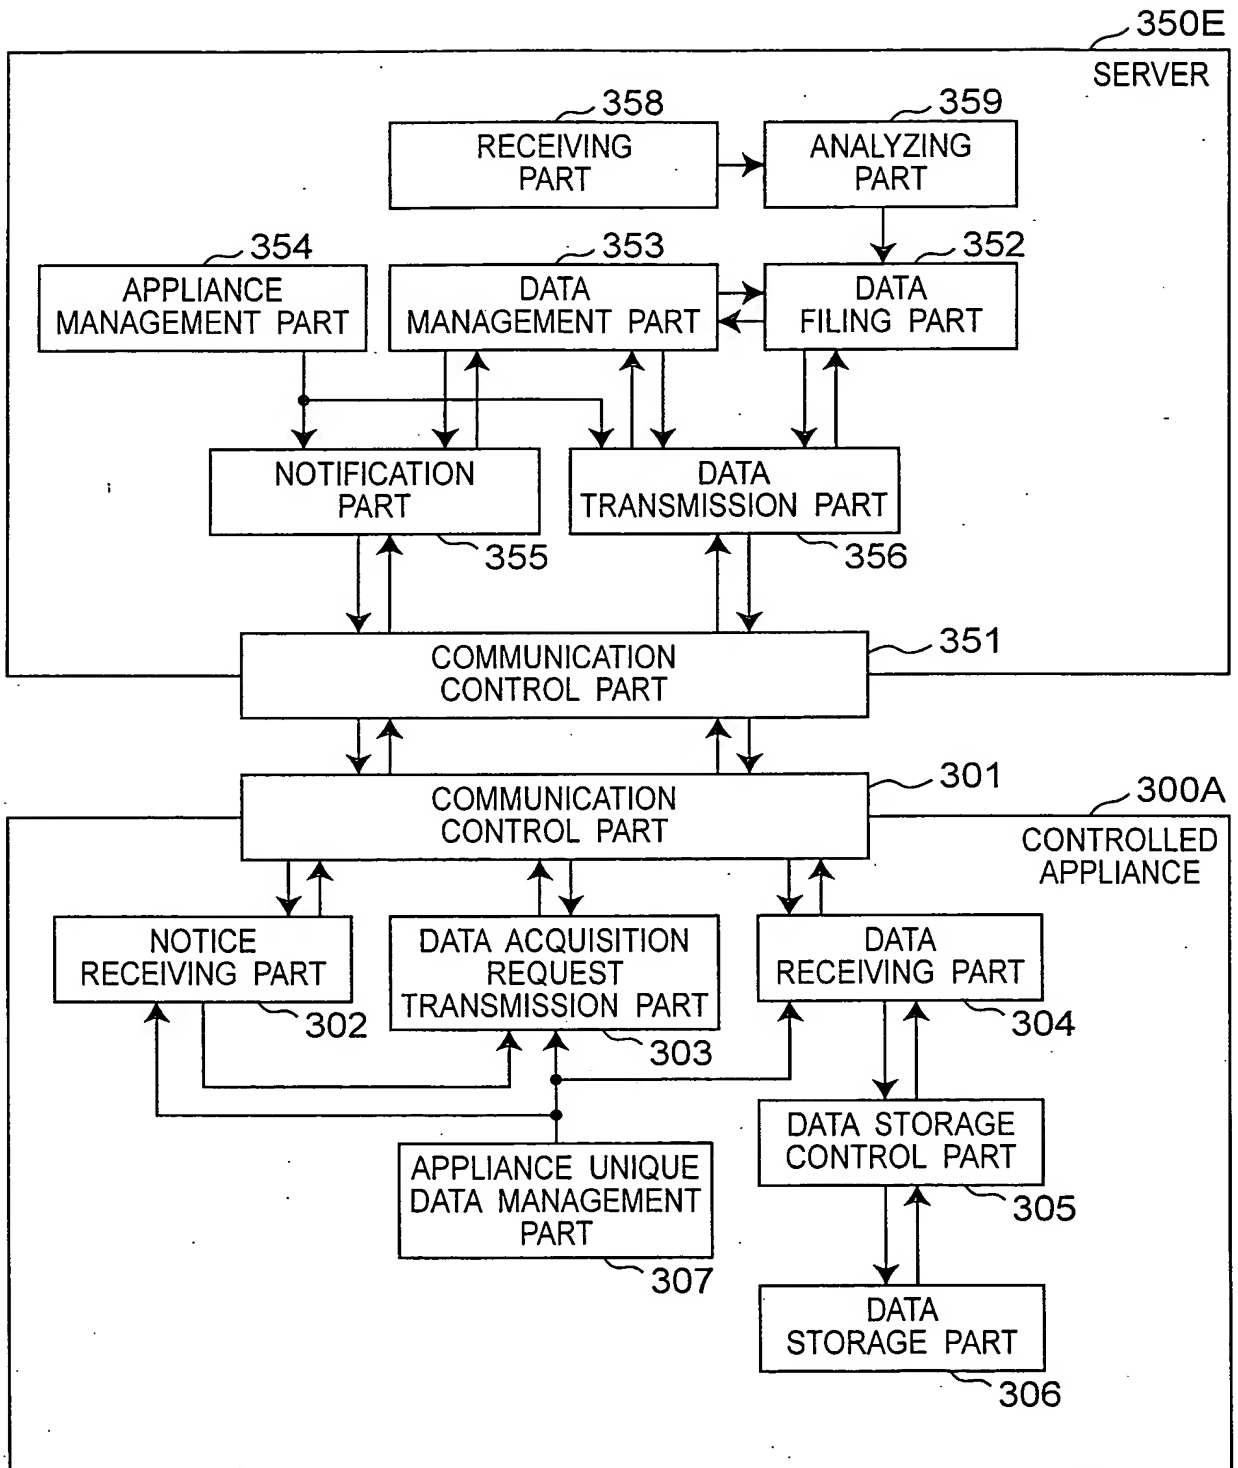 350E
SERVER
358
359
RECEIVING
PART
ANALYZING
PART
354
353
352
APPLIANCE
MANAGEMENT PART
DATA
MANAGEMENT PART
DATA
FILING PART
NOTIFICATION
PART
DATA
TRANSMISSION PART
355
356
COMMUNICATION
CONTROL PART
351
COMMUNICATION
CONTROL PART
301
300A
CONTROLLED
APPLIANCE
NOTICE
RECEIVING PART
DATA ACQUISITION
REQUEST
TRANSMISSION PART
DATA
RECEIVING PART
302
303
304
DATA STORAGE
CONTROL PART
305
APPLIANCE UNIQUE
DATA MANAGEMENT
PART
307
DATA
STORAGE PART
306